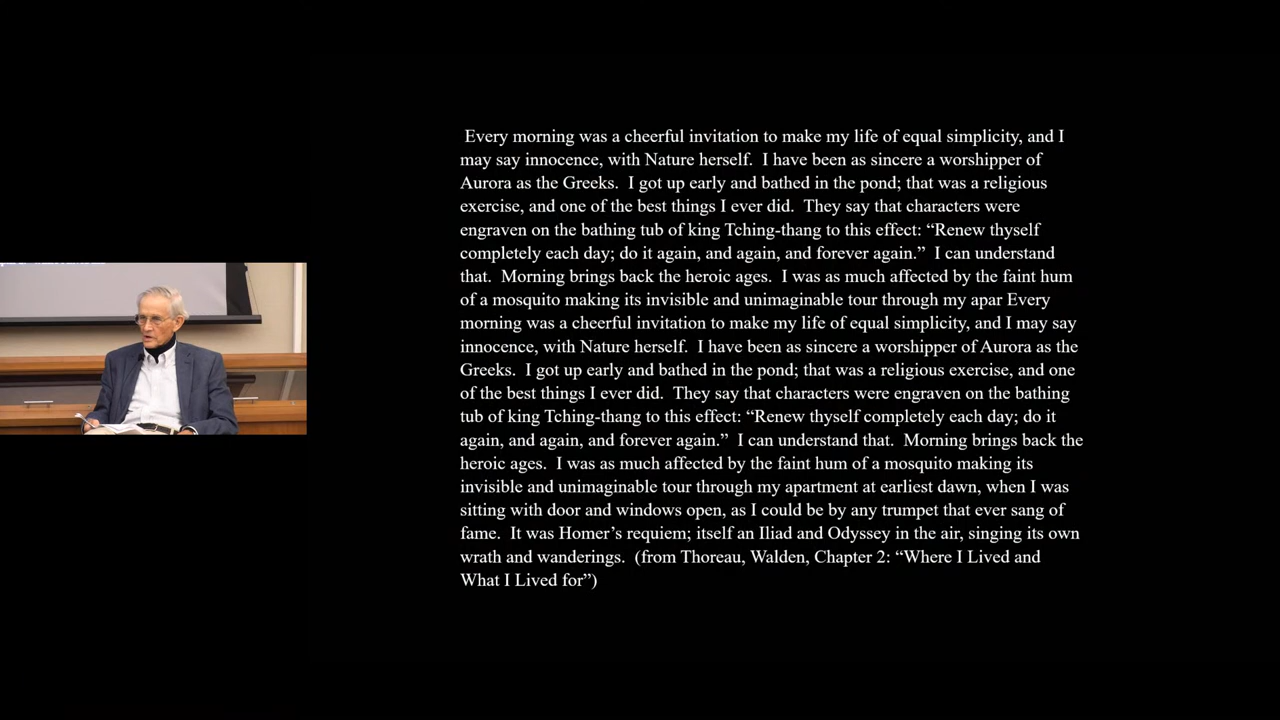 Every morning was a cheerful invitation to make my life of equal simplicity, and I
may say innocence, with Nature herself.  I have been as sincere a worshipper of
Aurora as the Greeks.  I got up early and bathed in the pond; that was a religious
exercise, and one of the best things I ever did.  They say that characters were
engraven on the bathing tub of king Tching-thang to this effect: “Renew thyself
completely each day; do it again, and again, and forever again.”  I can understand
that.  Morning brings back the heroic ages.  I was as much affected by the faint hum
of a mosquito making its invisible and unimaginable tour through my apar Every
morning was a cheerful invitation to make my life of equal simplicity, and I may say
innocence, with Nature herself.  I have been as sincere a worshipper of Aurora as the
Greeks.  I got up early and bathed in the pond; that was a religious exercise, and one
of the best things I ever did.  They say that characters were engraven on the bathing
tub of king Tching-thang to this effect: “Renew thyself completely each day; do it
again, and again, and forever again.”  I can understand that.  Morning brings back the
heroic ages.  I was as much affected by the faint hum of a mosquito making its
invisible and unimaginable tour through my apartment at earliest dawn, when I was
sitting with door and windows open, as I could be by any trumpet that ever sang of
fame.  It was Homer’s requiem; itself an Iliad and Odyssey in the air, singing its own
wrath and wanderings.  (from Thoreau, Walden, Chapter 2: “Where I Lived and
What I Lived for”)